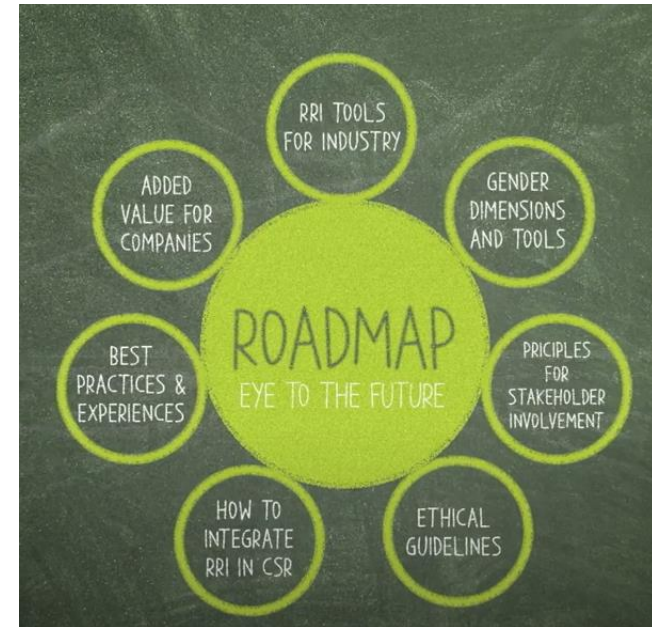 RRI TOOLS
FOR INDUSTRY
GENDER
DIMENSIONS
AND TOOLS
PRICIPLES
FOR
STAKEHOLDER
INVOLVEMENT
ETHICAL
GUIDELINES
HOW TO
INTEGRATE
RRI IN CSR
BEST
PRACTICES &
EXPERIENCES
ADDED
VALUE FOR
COMPANIES
ROADMAP
EYE TO THE FUTURE